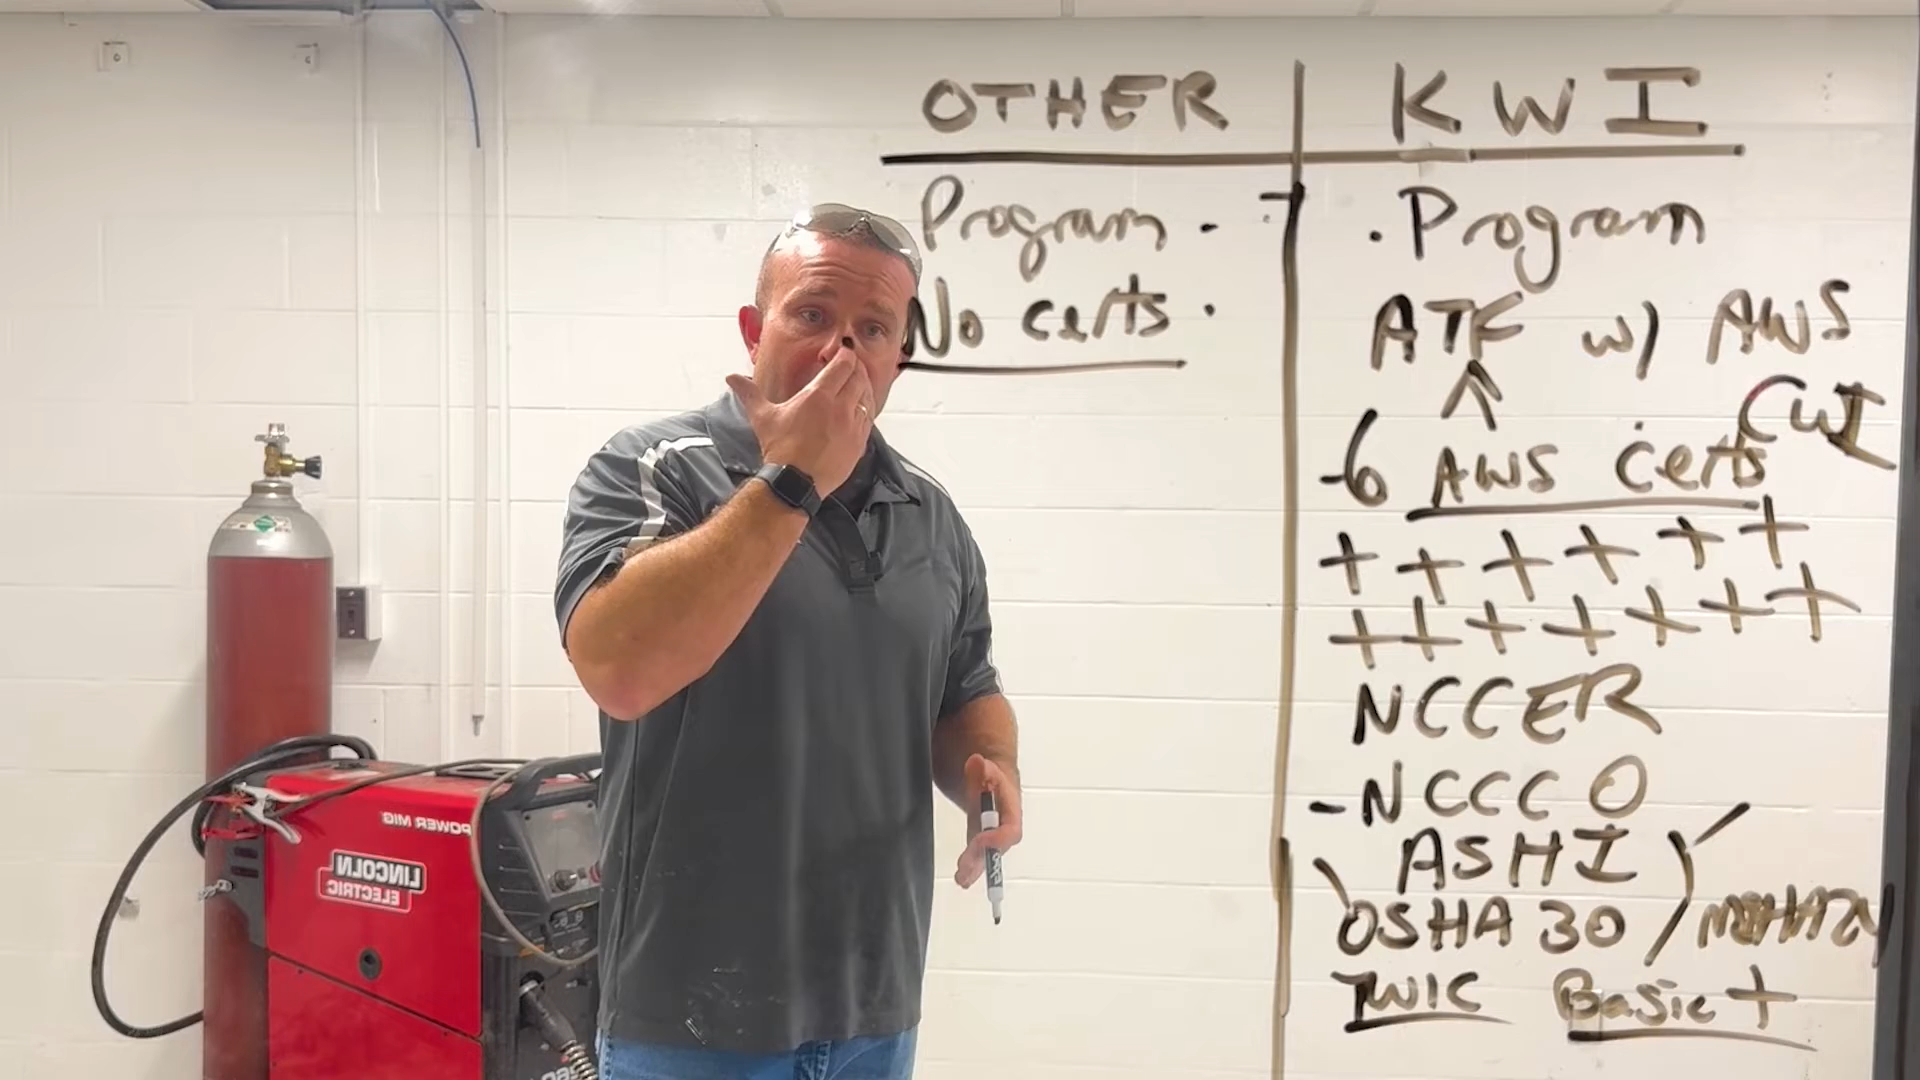 OTHER | KWI
Program · · Program
No certs · ATF w/ AWS
CWI
-6 AWS Certs
+ + + + + +
+ + + + + + +
NCCER
-NCCCO
ASHI
OSHA 30
TWIC Basic +
POWER MIG
LINCOLN
ELECTRIC
EXPO